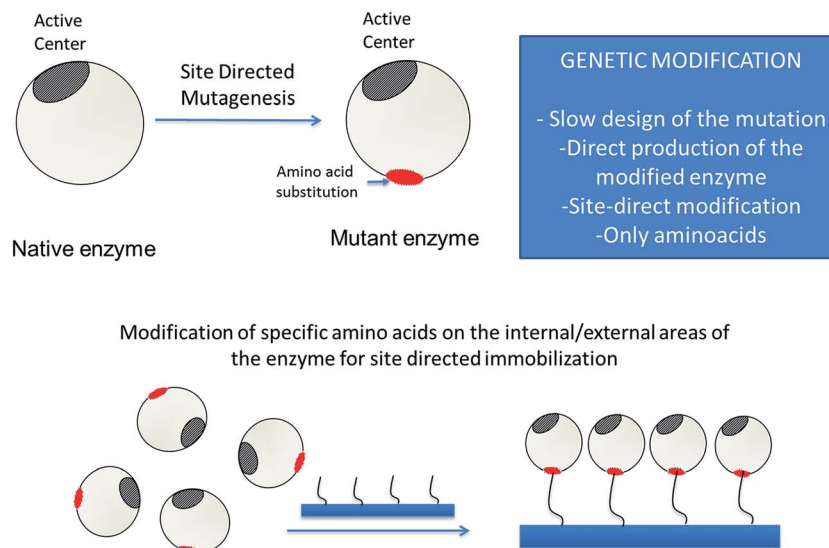 Active
Center
Site Directed
Mutagenesis
Active
Center
Amino acid
substitution
Native enzyme
Mutant enzyme
GENETIC MODIFICATION
- Slow design of the mutation
-Direct production of the
modified enzyme
-Site-direct modification
-Only aminoacids
Modification of specific amino acids on the internal/external areas of
the enzyme for site directed immobilization